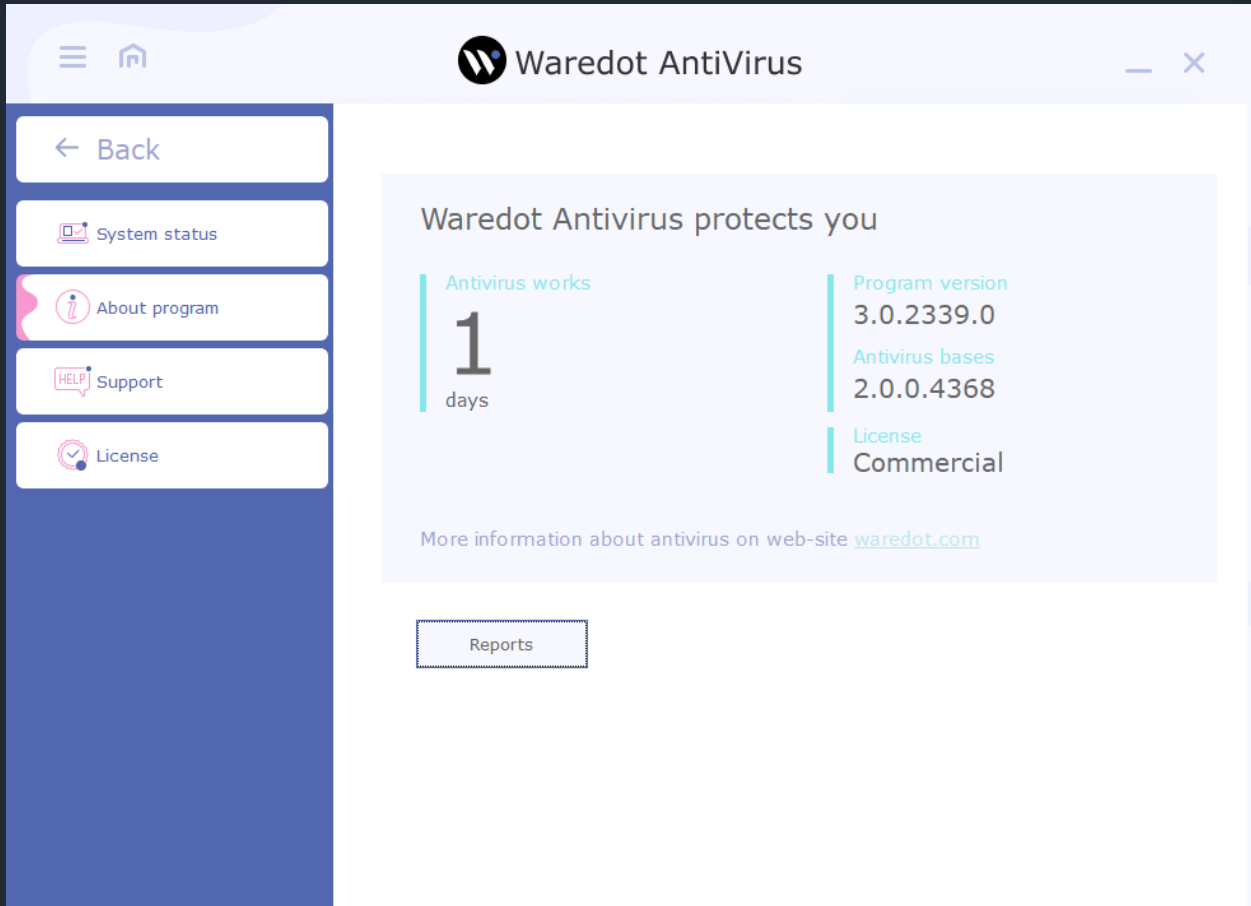 Waredot AntiVirus
Back
System status
About program
HELP
Support
License
Waredot Antivirus protects you
Antivirus works
1
days
Program version
3.0.2339.0
Antivirus bases
2.0.0.4368
License
Commercial
More information about antivirus on web-site waredot.com
Reports